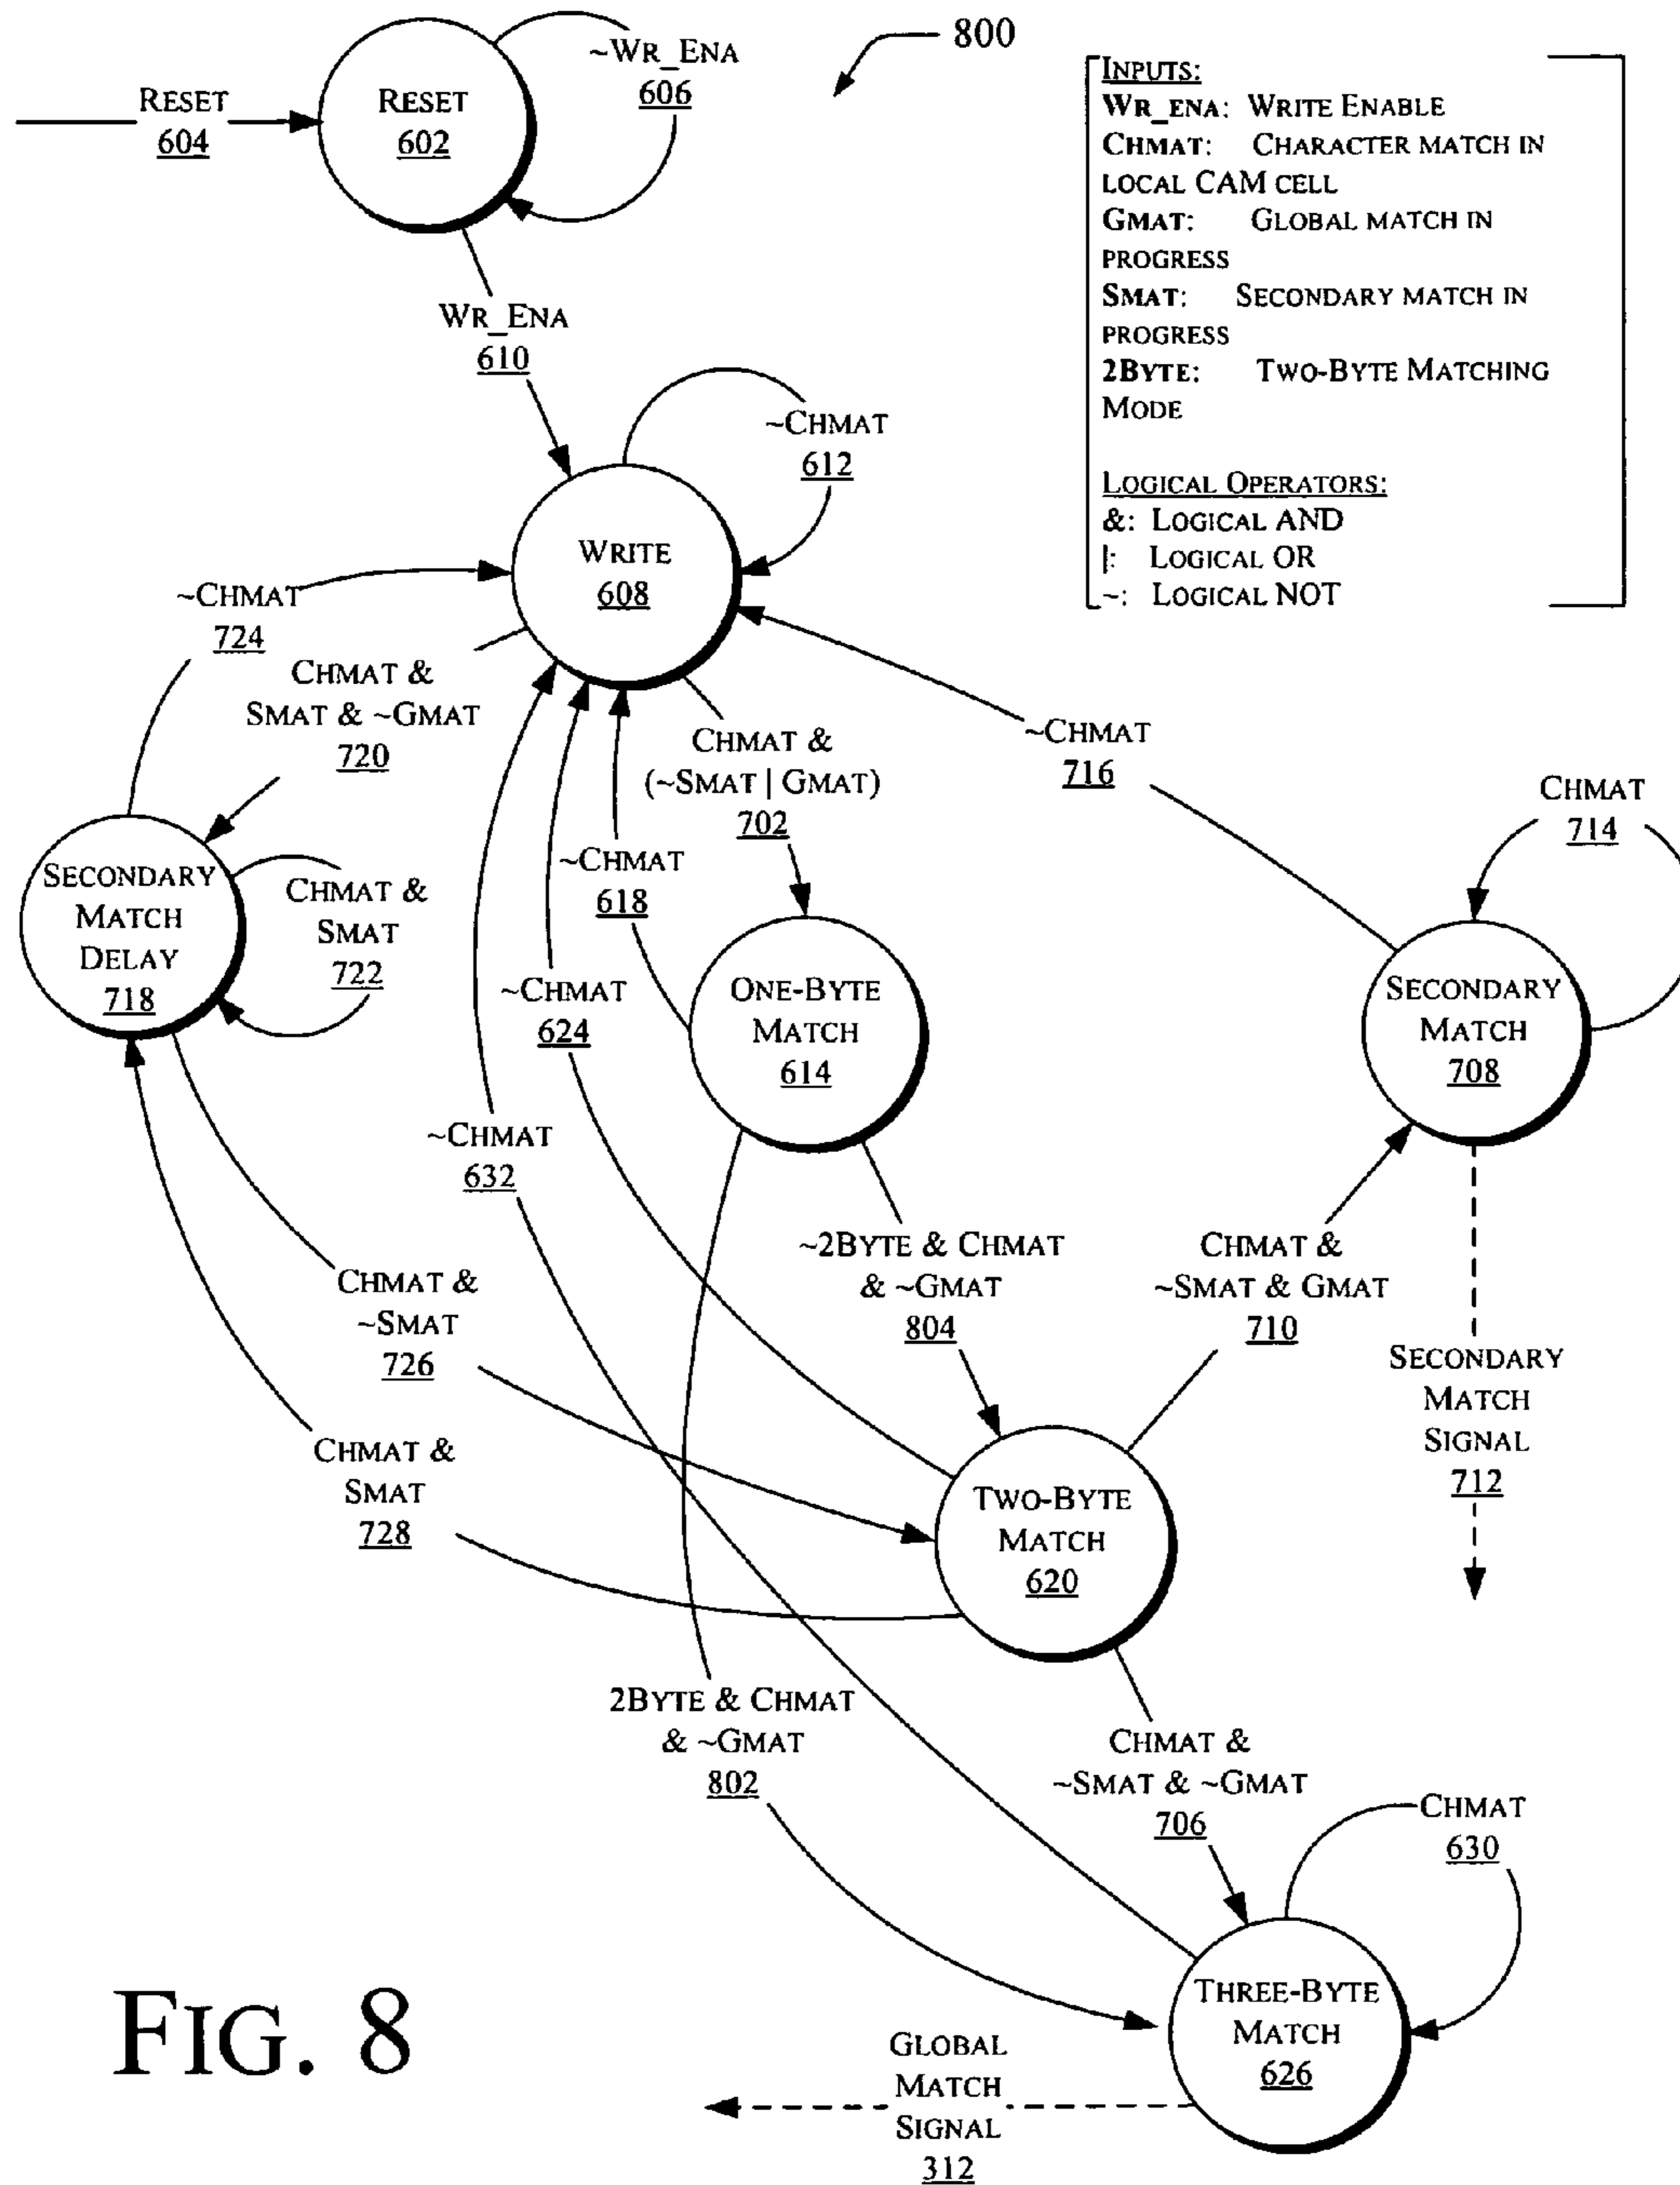 800
RESET
604
RESET
602
~WR_ENA
606
INPUTS:
WR_ENA: WRITE ENABLE
CHMAT: CHARACTER MATCH IN
LOCAL CAM CELL
GMAT: GLOBAL MATCH IN
PROGRESS
SMAT: SECONDARY MATCH IN
PROGRESS
2BYTE: TWO-BYTE MATCHING
MODE
LOGICAL OPERATORS:
&: LOGICAL AND
|: LOGICAL OR
~: LOGICAL NOT
WR_ENA
610
~CHMAT
612
WRITE
608
~CHMAT
724
CHMAT &
SMAT & ~GMAT
720
CHMAT &
(~SMAT | GMAT)
702
~CHMAT
716
CHMAT
714
~CHMAT
618
SECONDARY
MATCH
DELAY
718
CHMAT &
SMAT
722
~CHMAT
624
ONE-BYTE
MATCH
614
SECONDARY
MATCH
708
~CHMAT
632
~2BYTE & CHMAT
& ~GMAT
804
CHMAT &
~SMAT & GMAT
710
CHMAT &
~SMAT
726
SECONDARY
MATCH
SIGNAL
712
CHMAT &
SMAT
728
TWO-BYTE
MATCH
620
2BYTE & CHMAT
& ~GMAT
802
CHMAT &
~SMAT & ~GMAT
706
CHMAT
630
THREE-BYTE
MATCH
626
GLOBAL
MATCH
SIGNAL
312
FIG. 8